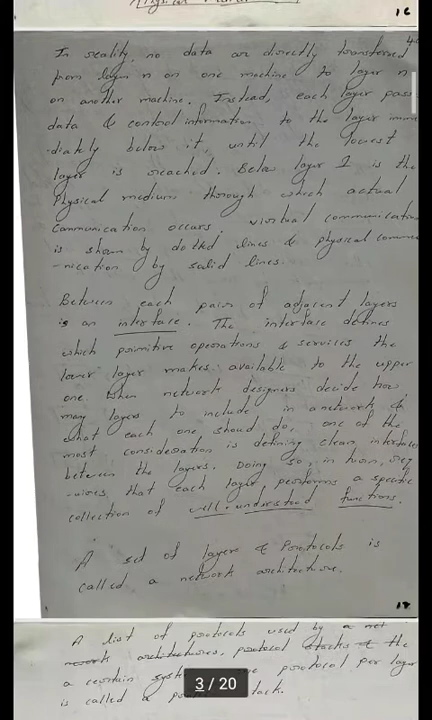 Physical
16
In reality, no data are directly transferred
from layer n on one machine to layer n
on another machine. Instead, each layer pass
data & control information to the layer imme
-diately below it, until the lowest
layer is reached. Below layer 1 is the
Physical medium through which actual
communication occurs. virtual communication
is shown by dotted lines & physical commu
-nication by solid lines.
Between each pair of adjacent layers
is an interface. The interface defines
which primitive operations & services the
lower layer makes available to the upper
one. When network designers decide how
many layers to include in a network &
what each one should do, one of the
most consideration is defining clean interfaces
between the layers. Doing so, in turn, req
-uires that each layer performs a specific
collection of well-understood functions.
A set of layers & Protocols is
called a network architecture.
17
A list of protocols used by a net
architectures, protocol stacks the
a certain protocol per layer
is called a stack.
3 / 20